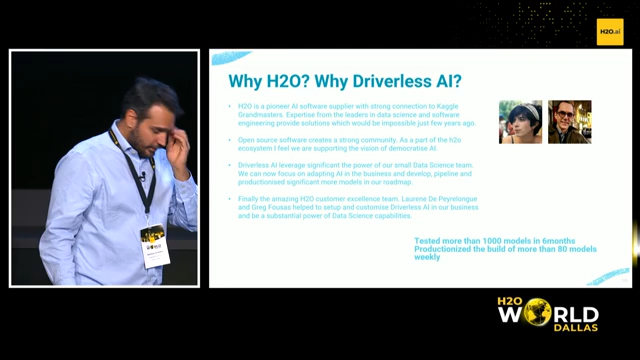 H2O.ai
Why H2O? Why Driverless AI?
H2O is a pioneer AI software supplier with strong connection to Kaggle
Grandmasters. Expertise from the leaders in data science and software
engineering provide solutions which would be impossible just few years ago.
Open source software creates a strong community. As a part of the h2o
ecosystem I feel we are supporting the vision of democratise AI.
Driverless AI leverage significant the power of our small Data Science team.
We can now focus on adapting AI in the business and develop, pipeline and
productionised significant more models in our roadmap.
Finally the amazing H2O customer excellence team. Laurene De Peyrelongue
and Greg Fousas helped to setup and customise Driverless AI in our business
and be a substantial power of Data Science capabilities.
Tested more than 1000 models in 6months
Productionized the build of more than 80 models
weekly
H2O
WORLD
DALLAS